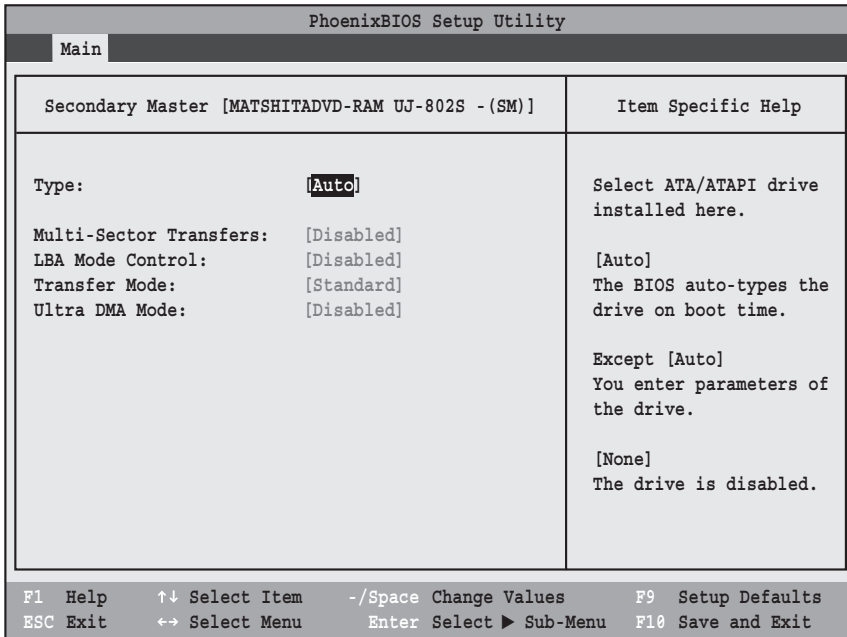 PhoenixBIOS Setup Utility
Main
Secondary Master [MATSHITADVD-RAM UJ-802S -(SM)]
Item Specific Help
Type: [Auto]
Multi-Sector Transfers: [Disabled]
LBA Mode Control: [Disabled]
Transfer Mode: [Standard]
Ultra DMA Mode: [Disabled]
Select ATA/ATAPI drive
installed here.
[Auto]
The BIOS auto-types the
drive on boot time.
Except [Auto]
You enter parameters of
the drive.
[None]
The drive is disabled.
F1 Help ↑↓ Select Item -/Space Change Values F9 Setup Defaults
ESC Exit ←→ Select Menu Enter Select ▶ Sub-Menu F10 Save and Exit